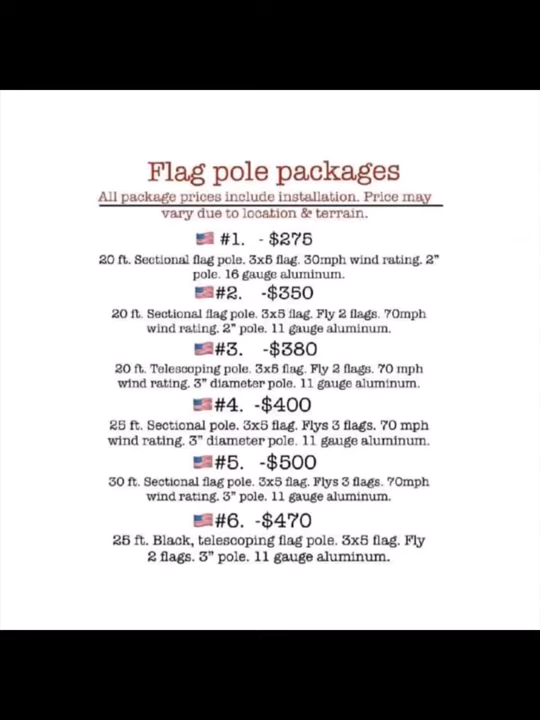 Flag pole packages
All package prices include installation. Price may
vary due to location & terrain.
🇺🇸 #1. - $275
20 ft. Sectional flag pole. 3x5 flag. 30mph wind rating. 2”
pole. 16 gauge aluminum.
🇺🇸#2. -$350
20 ft. Sectional flag pole. 3x5 flag. Fly 2 flags. 70mph
wind rating. 2” pole. 11 gauge aluminum.
🇺🇸#3. -$380
20 ft. Telescoping pole. 3x5 flag. Fly 2 flags. 70 mph
wind rating. 3” diameter pole. 11 gauge aluminum.
🇺🇸#4. -$400
25 ft. Sectional pole. 3x5 flag. Flys 3 flags. 70 mph
wind rating. 3” diameter pole. 11 gauge aluminum.
🇺🇸#5. -$500
30 ft. Sectional flag pole. 3x5 flag. Flys 3 flags. 70mph
wind rating. 3” pole. 11 gauge aluminum.
🇺🇸#6. -$470
25 ft. Black, telescoping flag pole. 3x5 flag. Fly
2 flags. 3” pole. 11 gauge aluminum.